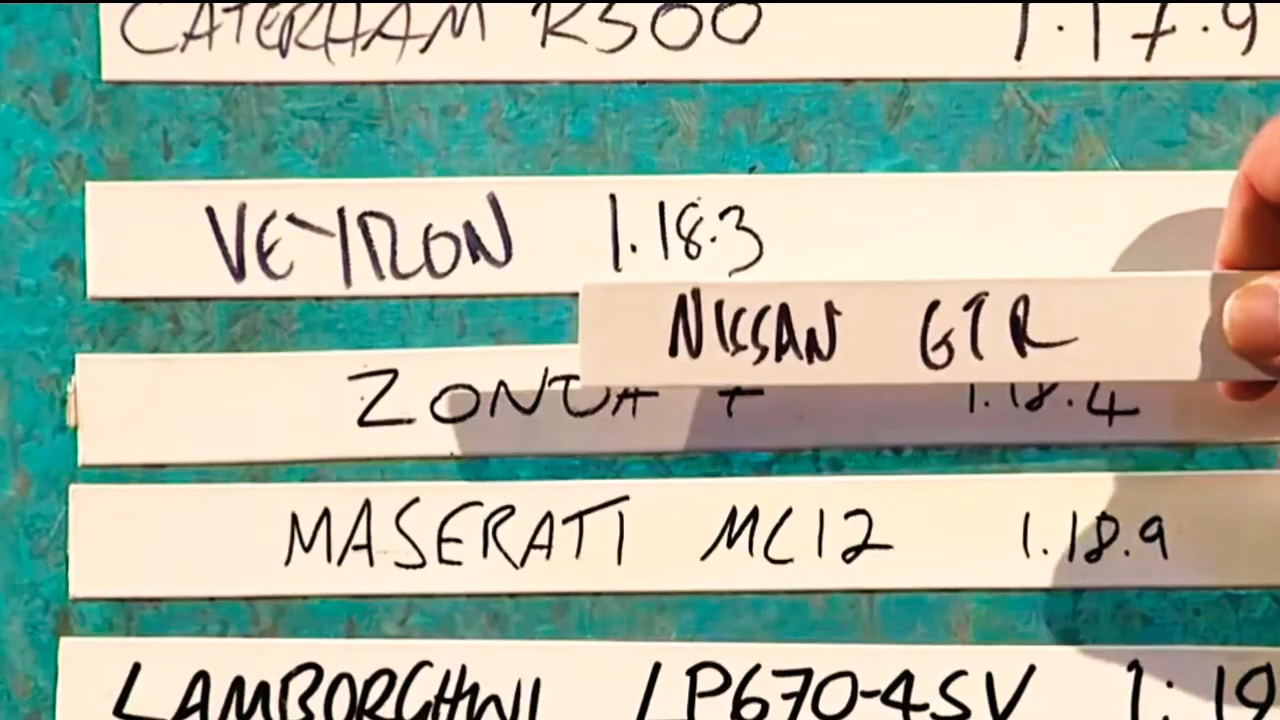 CATERHAM R500 1.17.9
VEYRON 1.18.3
NISSAN GTR
ZONDA F 1.18.4
MASERATI MC12 1.18.9
LAMBORGHINI LP670-4SV 1:19